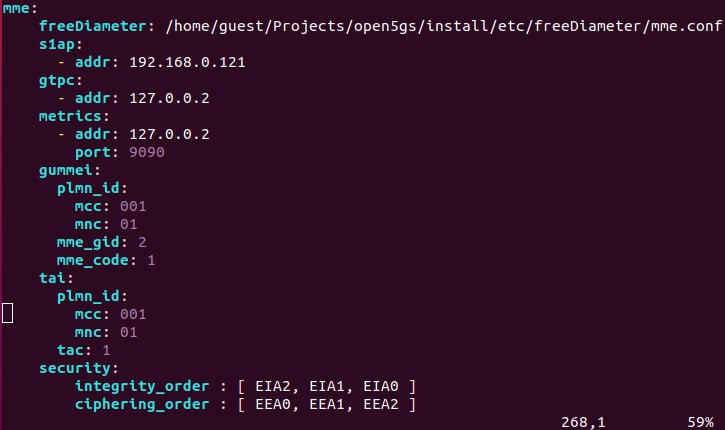 mme:
    freeDiameter: /home/guest/Projects/open5gs/install/etc/freeDiameter/mme.conf
    s1ap:
      - addr: 192.168.0.121
    gtpc:
      - addr: 127.0.0.2
    metrics:
      - addr: 127.0.0.2
        port: 9090
    gummei:
      plmn_id:
        mcc: 001
        mnc: 01
      mme_gid: 2
      mme_code: 1
    tai:
      plmn_id:
        mcc: 001
        mnc: 01
      tac: 1
    security:
        integrity_order : [ EIA2, EIA1, EIA0 ]
        ciphering_order : [ EEA0, EEA1, EEA2 ]
268,1 59%